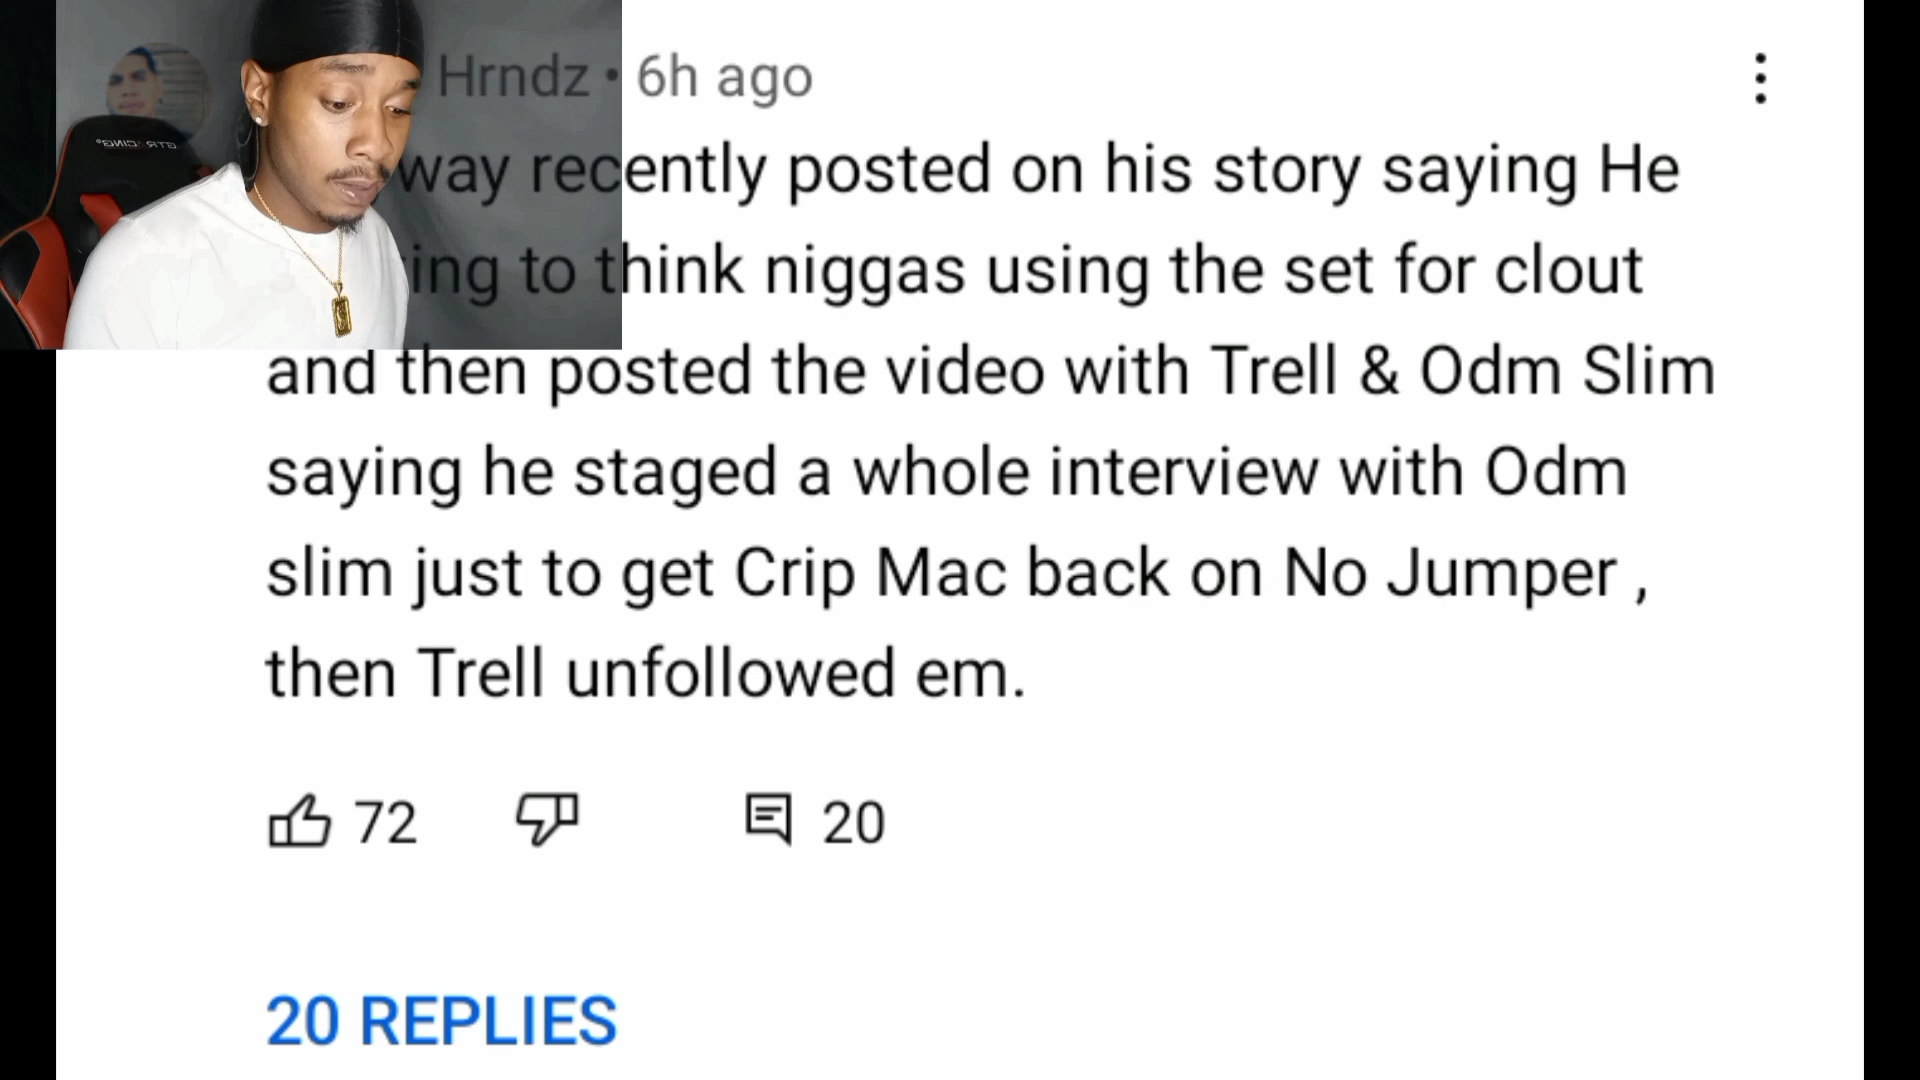 Hrndz • 6h ago
way recently posted on his story saying He
ing to think niggas using the set for clout
and then posted the video with Trell & Odm Slim
saying he staged a whole interview with Odm
slim just to get Crip Mac back on No Jumper ,
then Trell unfollowed em.
72 20
20 REPLIES